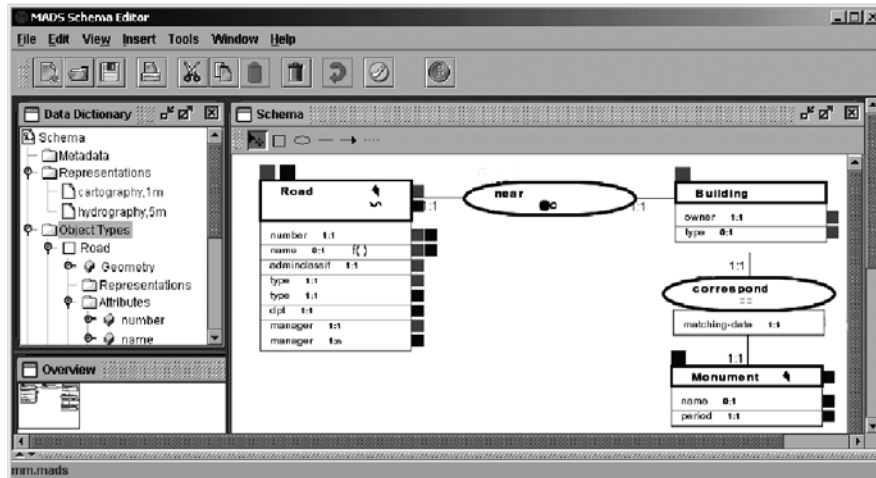 MADS Schema Editor
File Edit View Insert Tools Window Help
Data Dictionary
Schema
Metadata
Representations
cartography,1m
hydrography,5m
Object Types
Road
Geometry
Representations
Attributes
number
name
Overview
Schema
Road
1:1
near
1:1
Building
number 1:1
name 0:1 f()
adminclassif 1:1
type 1:1
type 1:1
dpt 1:1
manager 1:1
manager 1:n
owner 1:1
type 0:1
1:1
correspond
matching-date 1:1
1:1
Monument
name 0:1
period 1:1
mm.mads